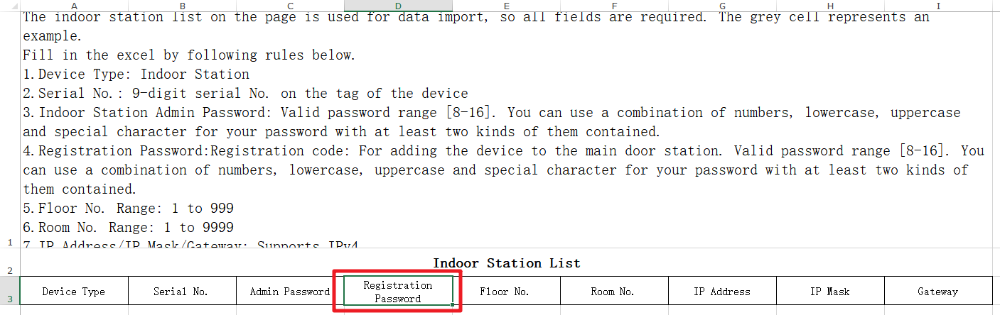 A B C D E F G H I
The indoor station list on the page is used for data import, so all fields are required. The grey cell represents an
example.
Fill in the excel by following rules below.
1.Device Type: Indoor Station
2.Serial No.: 9-digit serial No. on the tag of the device
3.Indoor Station Admin Password: Valid password range [8-16]. You can use a combination of numbers, lowercase, uppercase
and special character for your password with at least two kinds of them contained.
4.Registration Password:Registration code: For adding the device to the main door station. Valid password range [8-16]. You
can use a combination of numbers, lowercase, uppercase and special character for your password with at least two kinds of
them contained.
5.Floor No. Range: 1 to 999
6.Room No. Range: 1 to 9999
1 7.IP Address/IP Mask/Gateway: Supports IPv4
2 Indoor Station List
3 Device Type Serial No. Admin Password Registration Password Floor No. Room No. IP Address IP Mask Gateway